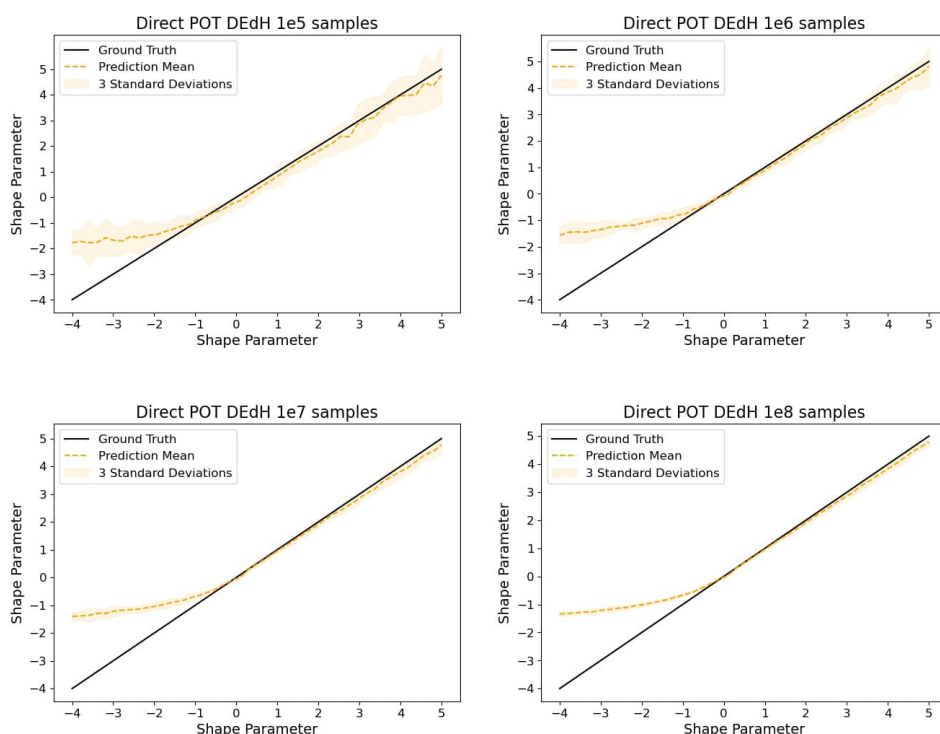 Direct POT DEdH 1e5 samples
Ground Truth
Prediction Mean
3 Standard Deviations
5
4
3
2
1
0
−1
−2
−3
−4
Shape Parameter
−4 −3 −2 −1 0 1 2 3 4 5
Shape Parameter
Direct POT DEdH 1e6 samples
Ground Truth
Prediction Mean
3 Standard Deviations
5
4
3
2
1
0
−1
−2
−3
−4
Shape Parameter
−4 −3 −2 −1 0 1 2 3 4 5
Shape Parameter
Direct POT DEdH 1e7 samples
Ground Truth
Prediction Mean
3 Standard Deviations
5
4
3
2
1
0
−1
−2
−3
−4
Shape Parameter
−4 −3 −2 −1 0 1 2 3 4 5
Shape Parameter
Direct POT DEdH 1e8 samples
Ground Truth
Prediction Mean
3 Standard Deviations
5
4
3
2
1
0
−1
−2
−3
−4
Shape Parameter
−4 −3 −2 −1 0 1 2 3 4 5
Shape Parameter